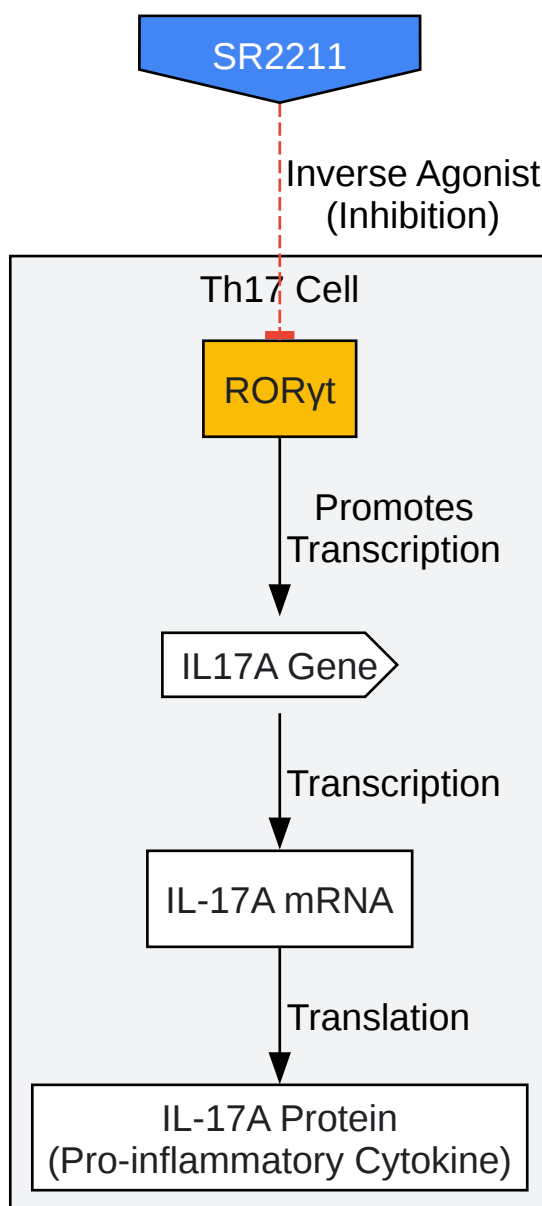 SR2211
Inverse Agonist
(Inhibition)
Th17 Cell
RORγt
Promotes
Transcription
IL17A Gene
Transcription
IL-17A mRNA
Translation
IL-17A Protein
(Pro-inflammatory Cytokine)